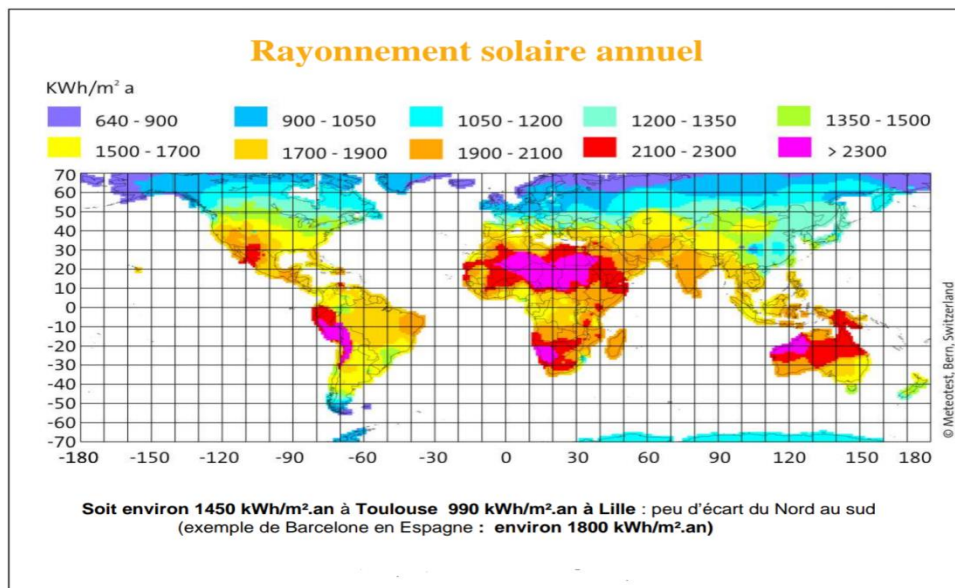 Rayonnement solaire annuel
KWh/m² a
640 - 900 900 - 1050 1050 - 1200 1200 - 1350 1350 - 1500
1500 - 1700 1700 - 1900 1900 - 2100 2100 - 2300 > 2300
70
60
50
40
30
20
10
0
-10
-20
-30
-40
-50
-60
-70
-180 -150 -120 -90 -60 -30 0 30 60 90 120 150 180
© Meteotest, Bern, Switzerland
Soit environ 1450 kWh/m².an à Toulouse 990 kWh/m².an à Lille : peu d'écart du Nord au sud
(exemple de Barcelone en Espagne : environ 1800 kWh/m².an)